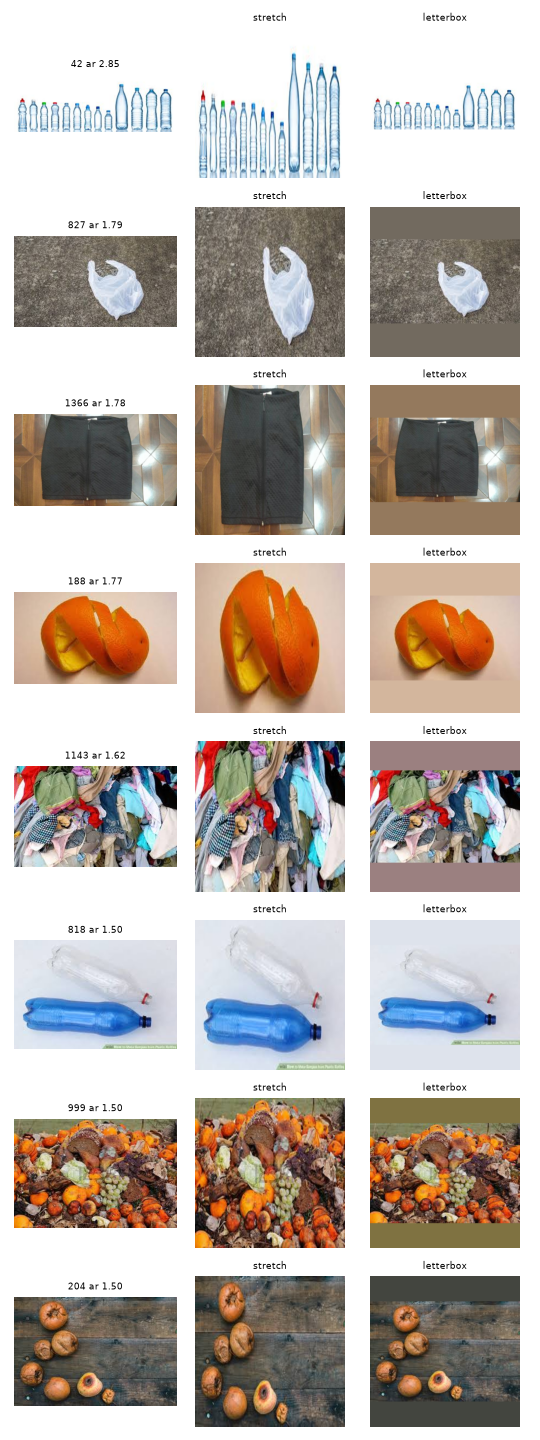 stretch
letterbox
42 ar 2.85
stretch
letterbox
827 ar 1.79
stretch
letterbox
1366 ar 1.78
stretch
letterbox
188 ar 1.77
stretch
letterbox
1143 ar 1.62
stretch
letterbox
818 ar 1.50
stretch
letterbox
999 ar 1.50
stretch
letterbox
204 ar 1.50